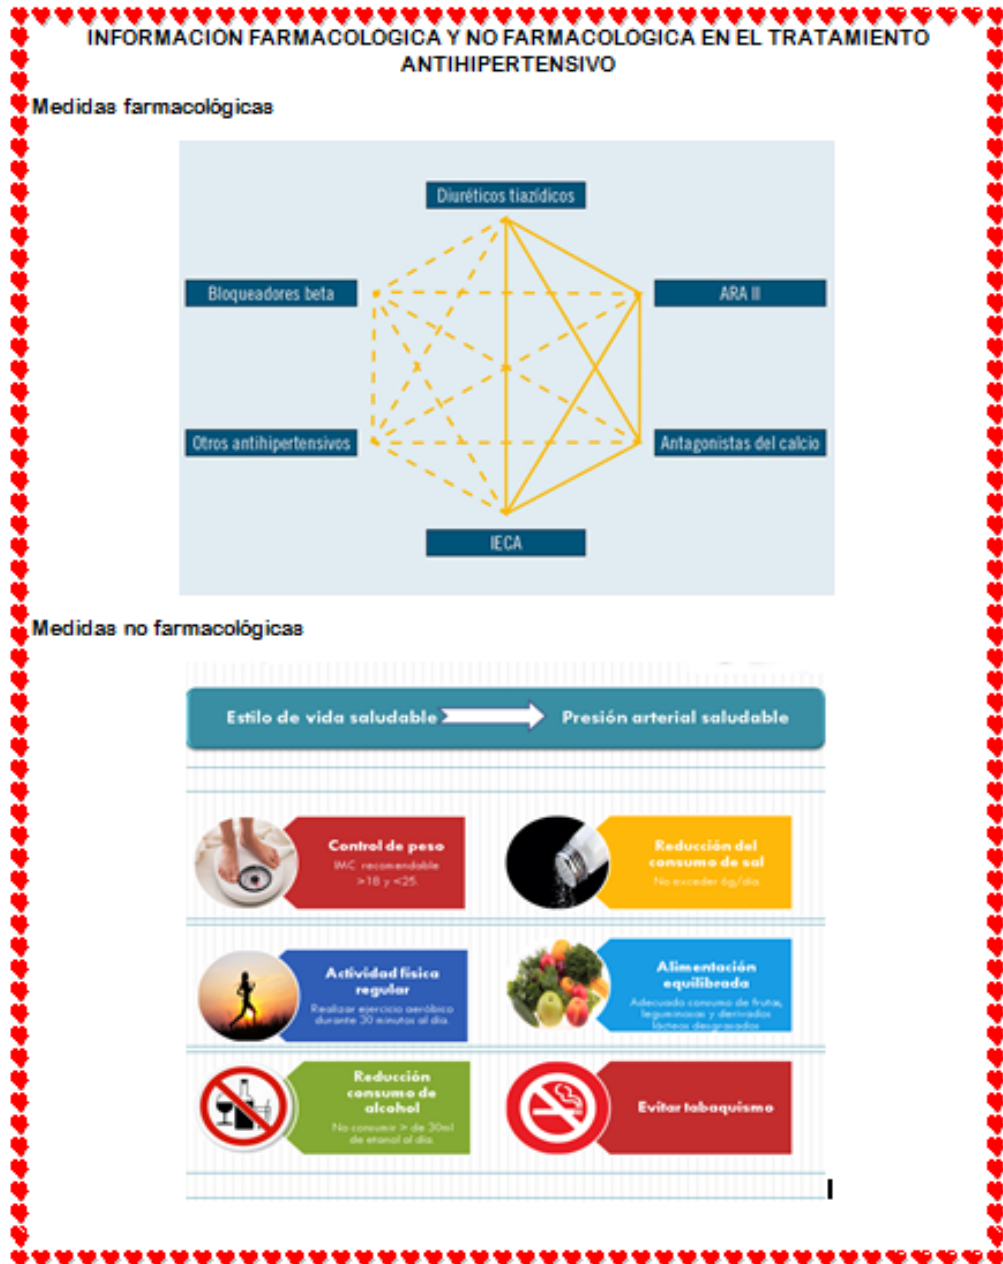 INFORMACION FARMACOLOGICA Y NO FARMACOLOGICA EN EL TRATAMIENTO
ANTIHIPERTENSIVO
Medidas farmacológicas
Diuréticos tiazídicos
Bloqueadores beta
ARA II
Otros antihipertensivos
Antagonistas del calcio
IECA
Medidas no farmacológicas
Estilo de vida saludable
Presión arterial saludable
Control de peso
IMC recomendable
>18 y <25.
Reducción del
consumo de sal
No exceder 6g/día
Actividad física
regular
Realizar ejercicio aeróbico
durante 30 minutos al día.
Alimentación
equilibrada
Adecuado consumo de frutas,
leguminosas y derivados
lácteos desgrasados
Reducción
consumo de
alcohol
No consumir > de 30ml
de etanol al día.
Evitar tabaquismo